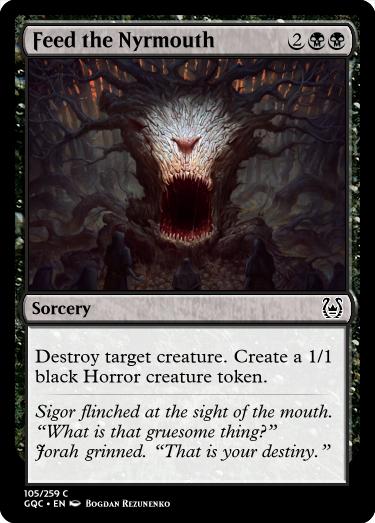 Feed the Nyrmouth 2
Sorcery
Destroy target creature. Create a 1/1
black Horror creature token.
Sigor flinched at the sight of the mouth.
“What is that gruesome thing?”
Jorah grinned. “That is your destiny.”
105/259 C
GQC • EN Bogdan Rezunenko